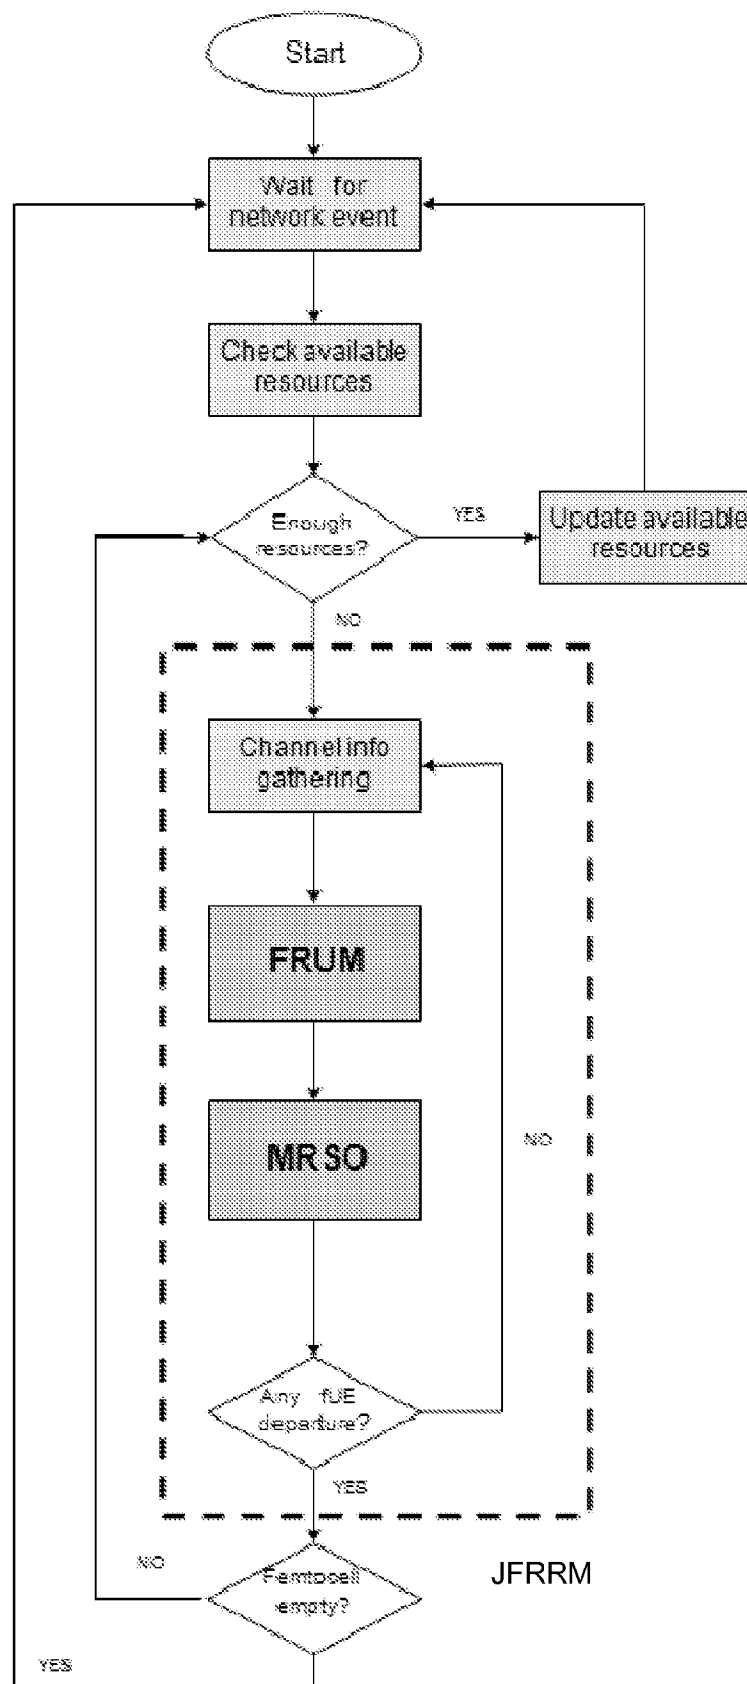 Start
Wait for
network event
Check available
resources
Enough
resources?
YES
Update available
resources
NO
Channel info
gathering
FRUM
MRSO
NO
Any fUE
departure?
YES
NO
Femtocell
empty?
JFRRM
YES